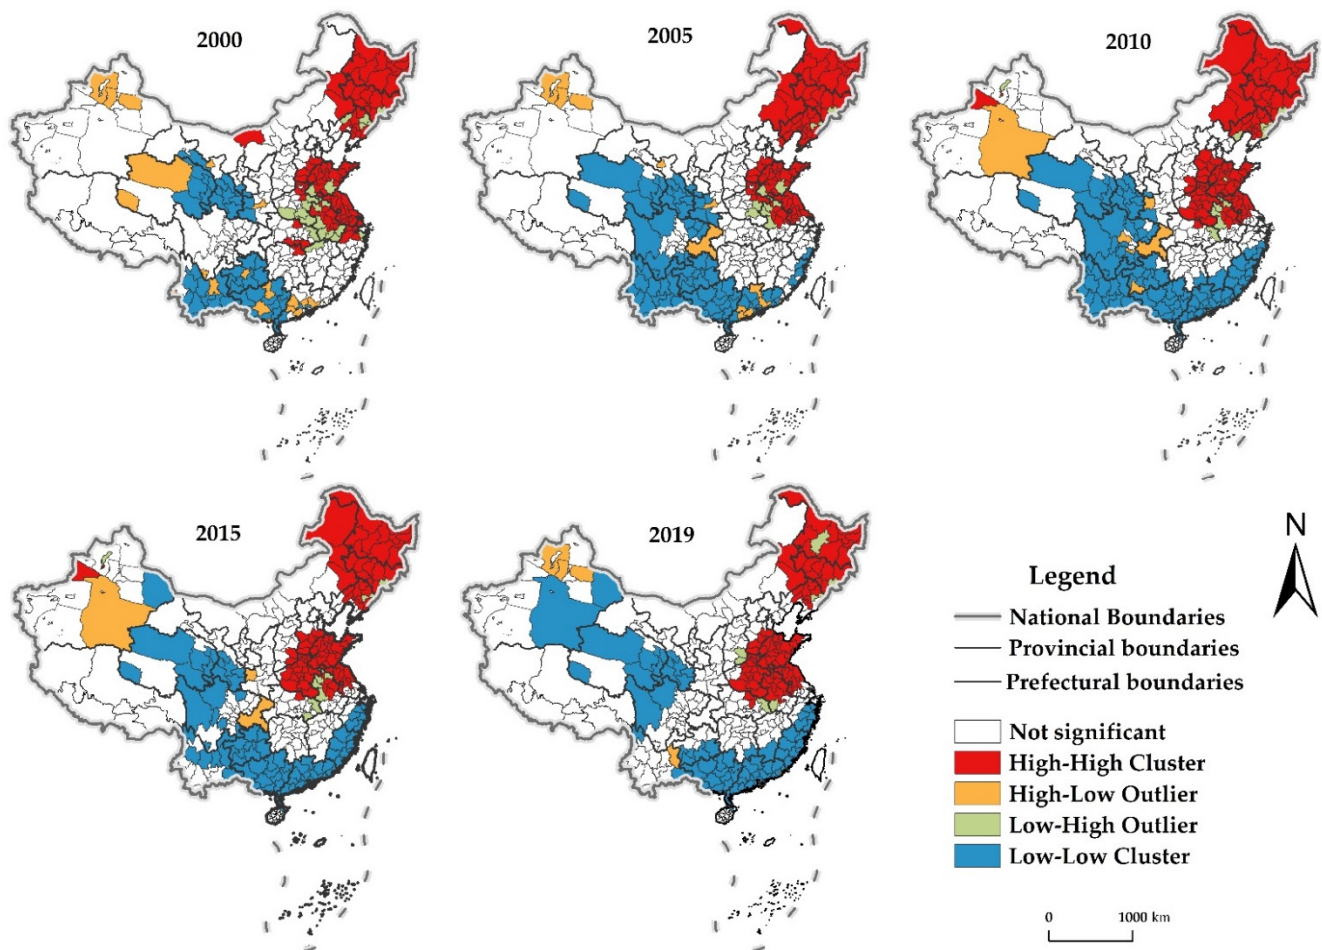 2000
2005
2010
2015
2019
N
Legend
National Boundaries
Provincial boundaries
Prefectural boundaries
Not significant
High-High Cluster
High-Low Outlier
Low-High Outlier
Low-Low Cluster
0 1000 km